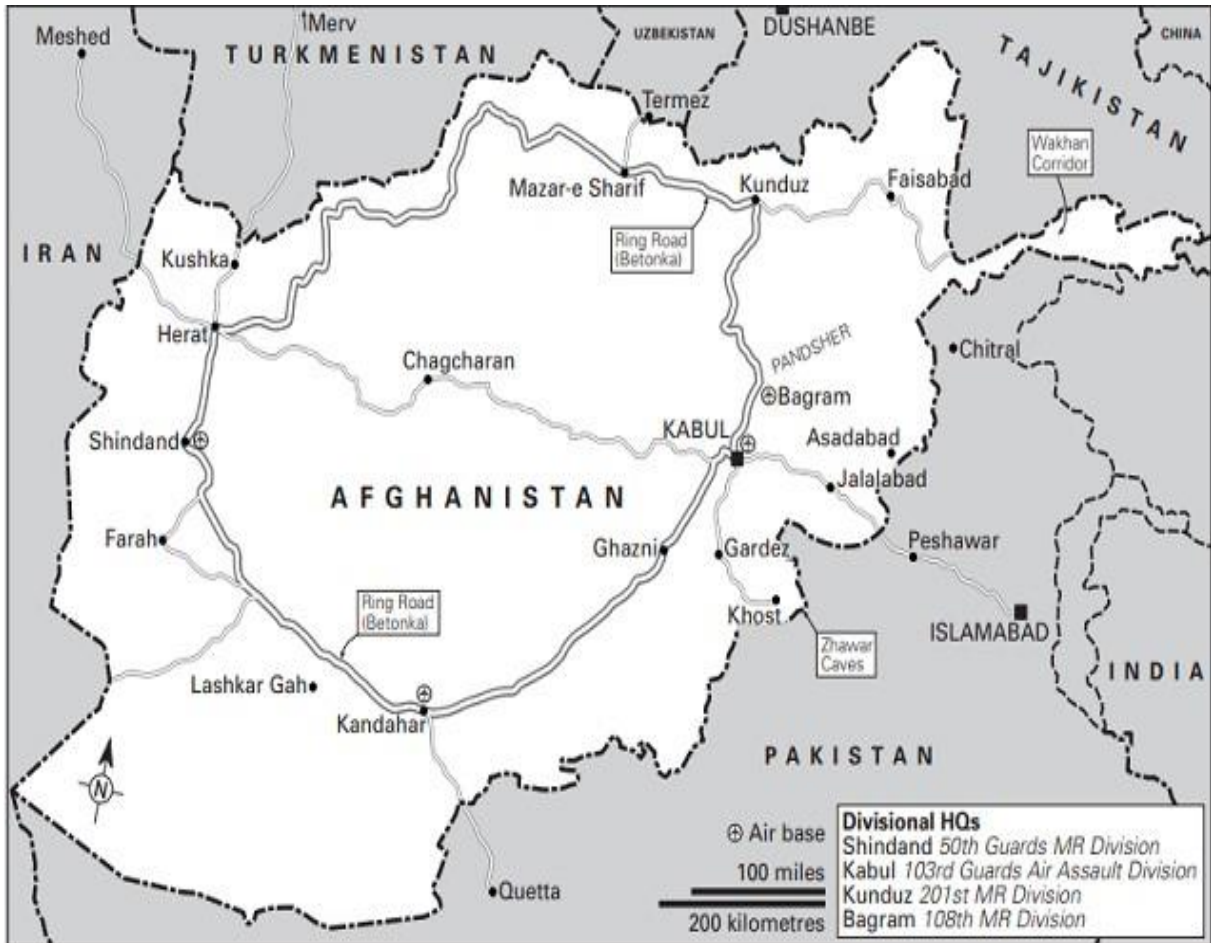 Meshed
Merv
TURKMENISTAN
UZBEKISTAN
DUSHANBE
CHINA
TAJIKISTAN
Termez
Wakhan
Corridor
Mazar-e Sharif
Kunduz
Faisabad
Ring Road
(Betonka)
IRAN
Kushka
Herat
Chagcharan
PANDSHER
Chitral
Bagram
Shindand
KABUL
Asadabad
AFGHANISTAN
Jalalabad
Farah
Ghazni
Gardez
Peshawar
Ring Road
(Betonka)
Khost
ISLAMABAD
Zhawar
Caves
INDIA
Lashkar Gah
Kandahar
PAKISTAN
N
Quetta
Air base
100 miles
200 kilometres
Divisional HQs
Shindand 50th Guards MR Division
Kabul 103rd Guards Air Assault Division
Kunduz 201st MR Division
Bagram 108th MR Division